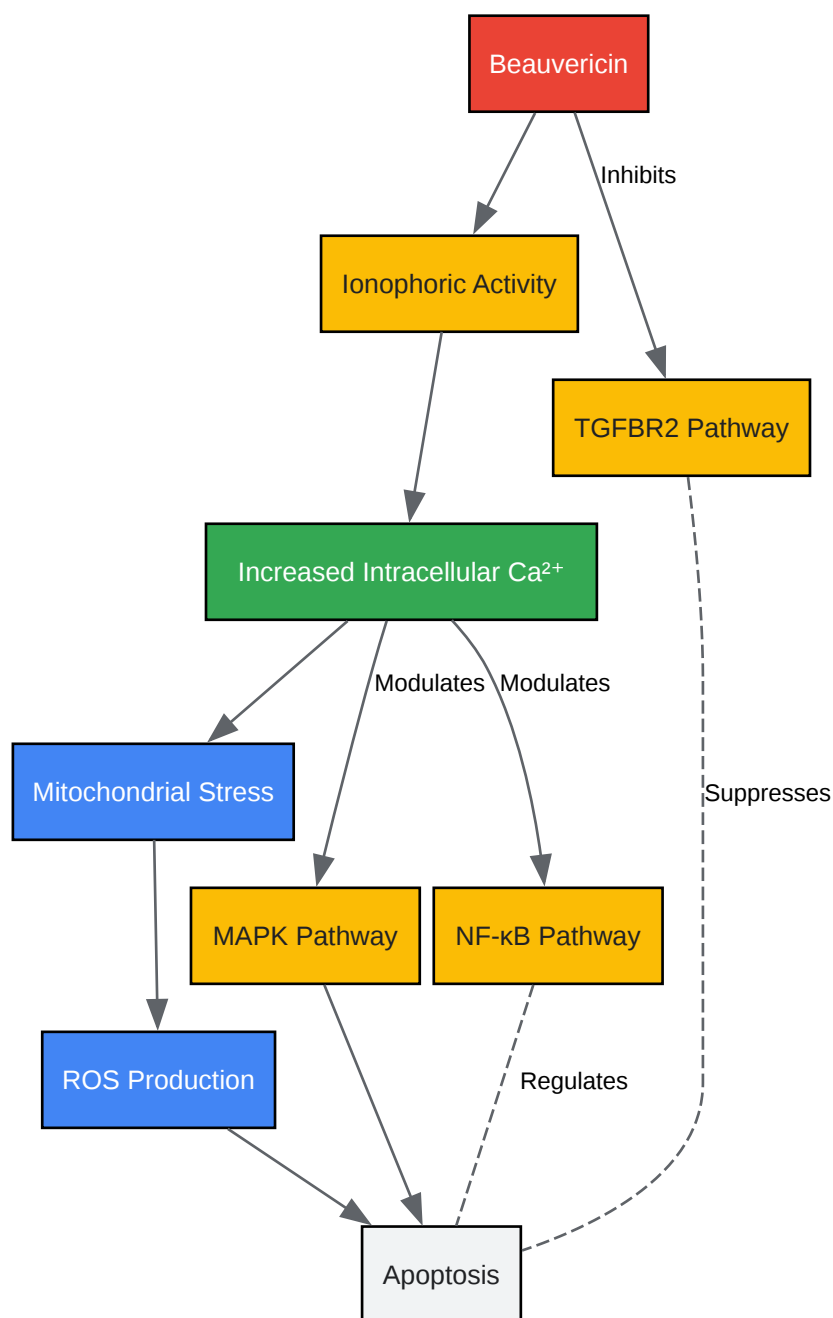 Beauvericin
Inhibits
Ionophoric Activity
TGFBR2 Pathway
Increased Intracellular Ca²⁺
Modulates
Modulates
Mitochondrial Stress
Suppresses
MAPK Pathway
NF-κB Pathway
ROS Production
Regulates
Apoptosis